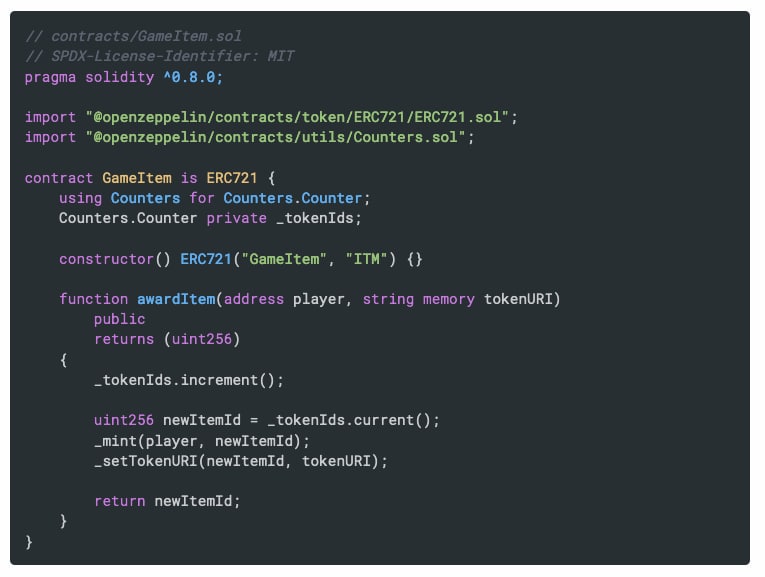 // contracts/GameItem.sol
// SPDX-License-Identifier: MIT
pragma solidity ^0.8.0;

import "@openzeppelin/contracts/token/ERC721/ERC721.sol";
import "@openzeppelin/contracts/utils/Counters.sol";

contract GameItem is ERC721 {
    using Counters for Counters.Counter;
    Counters.Counter private _tokenIds;

    constructor() ERC721("GameItem", "ITM") {}

    function awardItem(address player, string memory tokenURI)
        public
        returns (uint256)
    {
        _tokenIds.increment();

        uint256 newItemId = _tokenIds.current();
        _mint(player, newItemId);
        _setTokenURI(newItemId, tokenURI);

        return newItemId;
    }
}